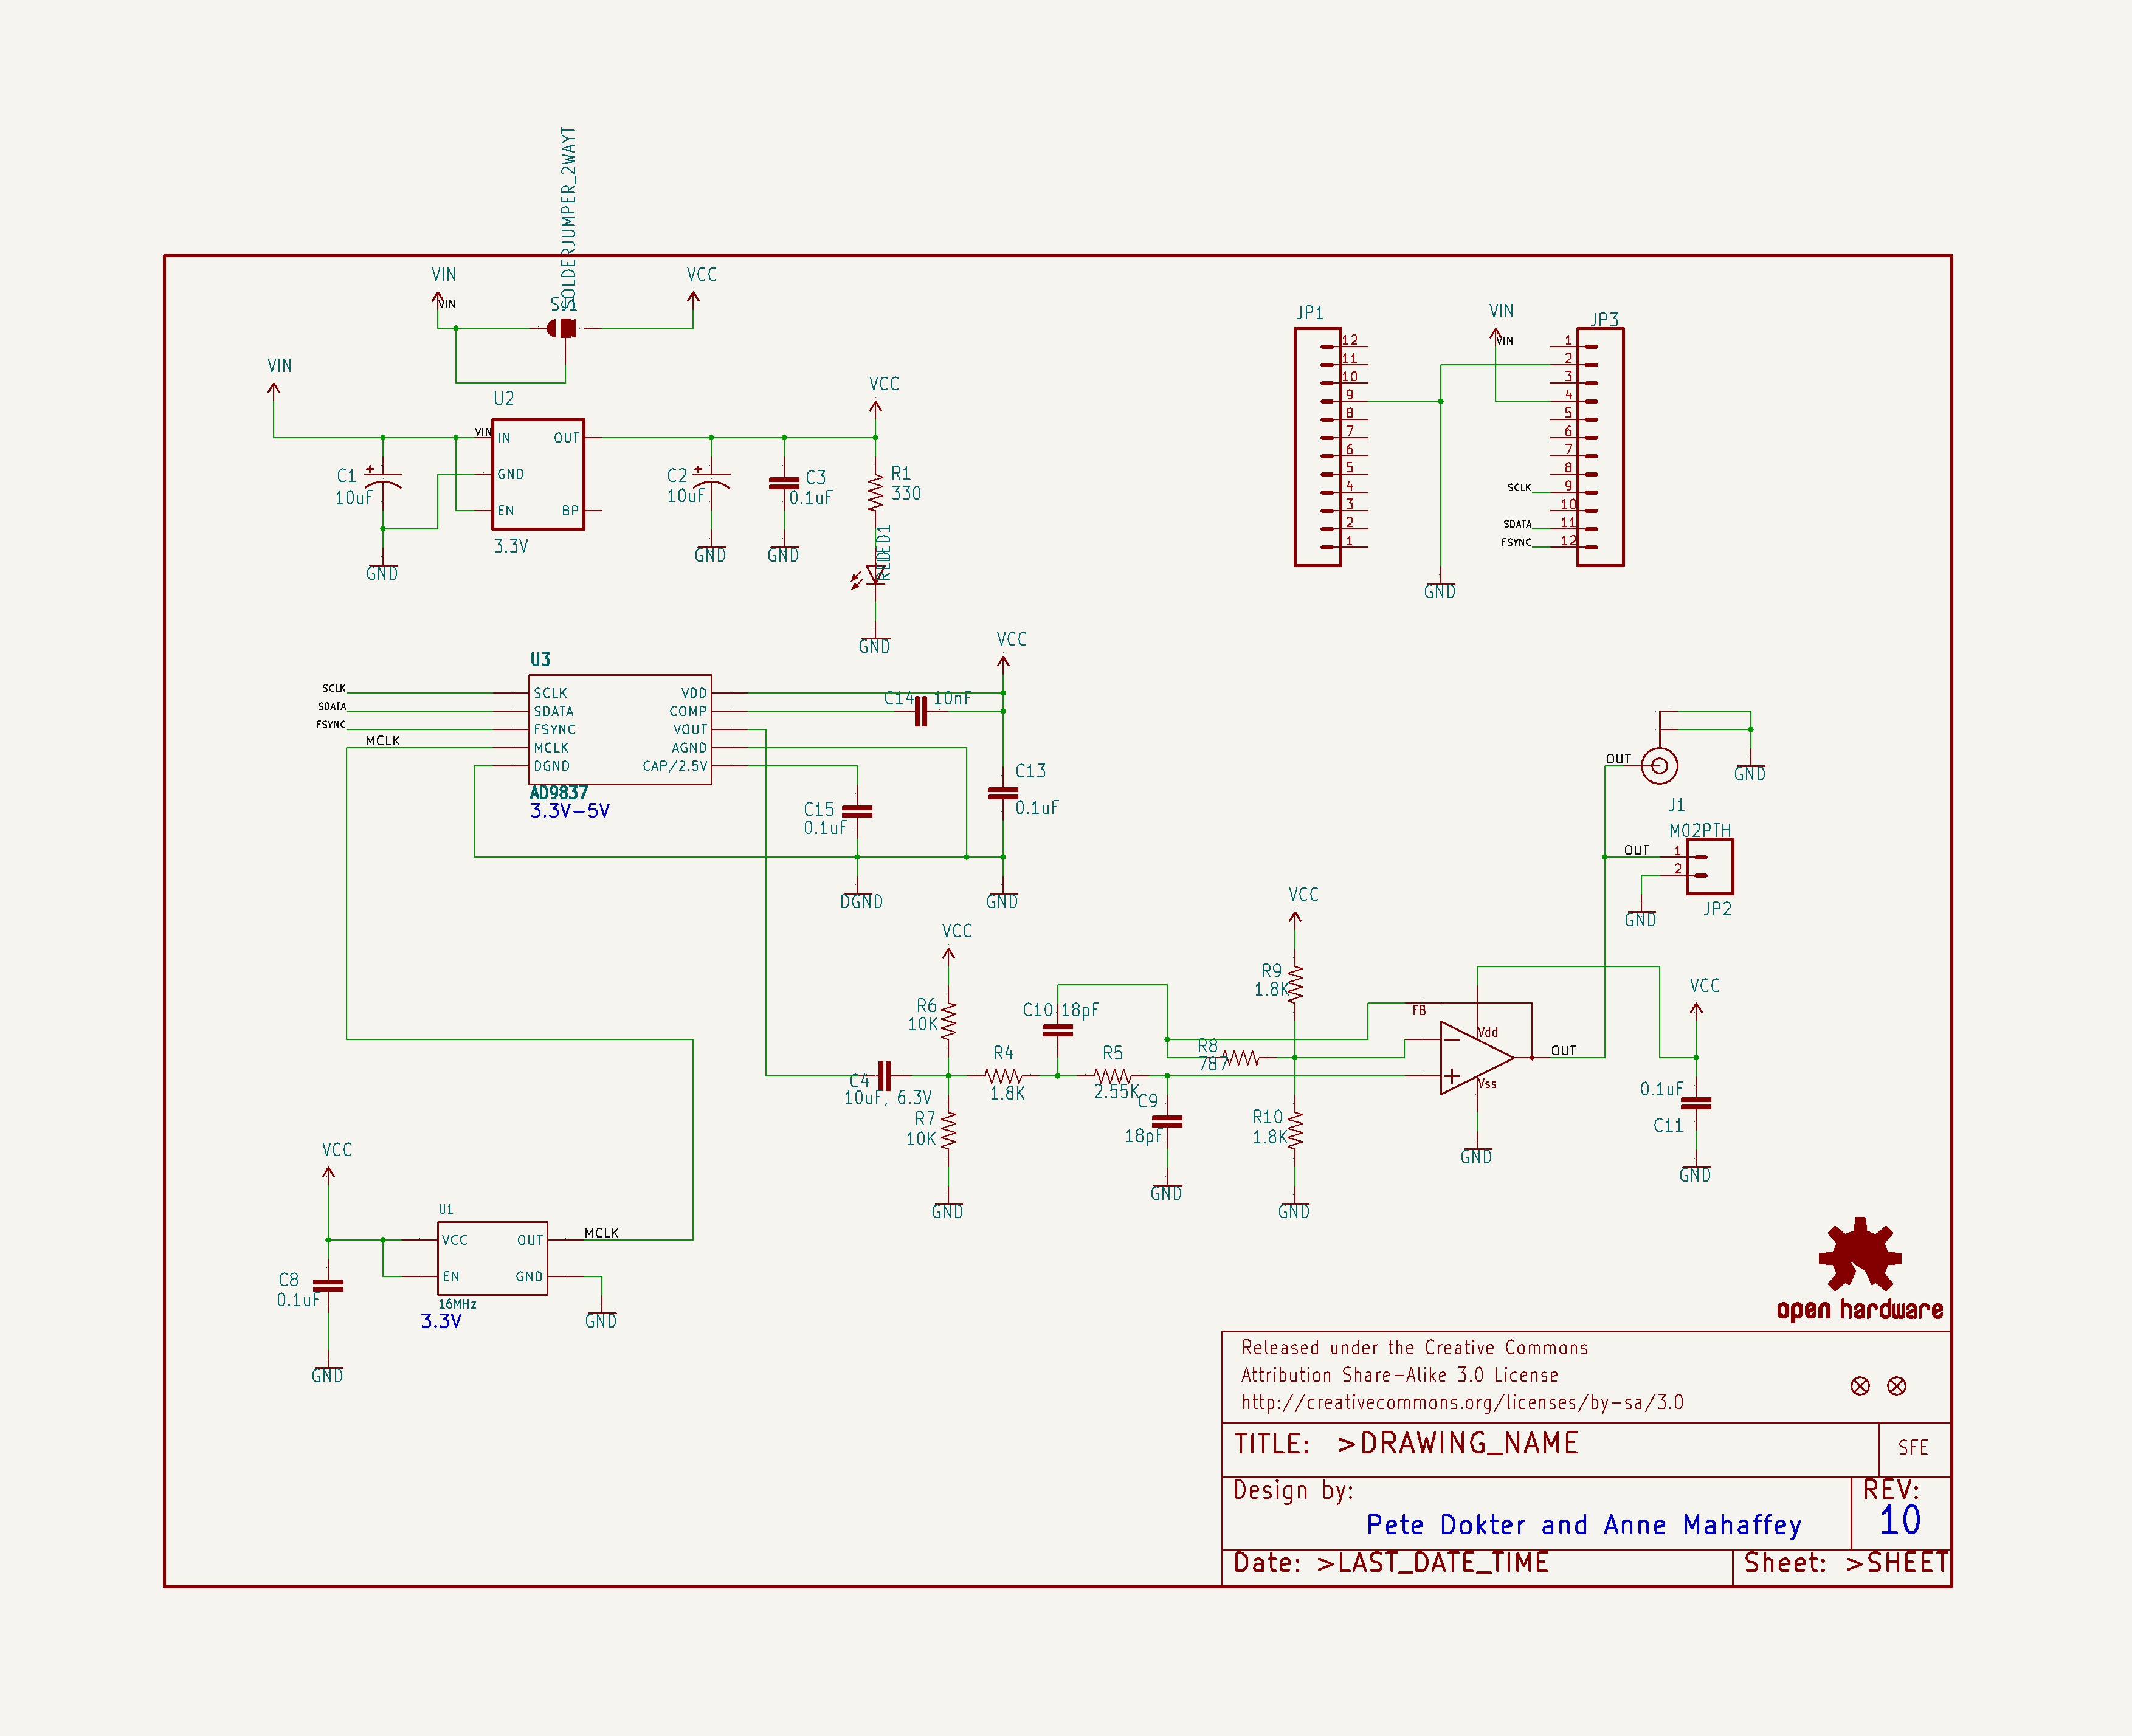 SOLDERJUMPER_2WAYT
VIN
VIN
SJ1
VCC
VIN
U2
VIN
IN
OUT
GND
EN
BP
3.3V
C1
10uF
GND
C2
10uF
GND
C3
0.1uF
GND
VCC
R1
330
LED1
RED
GND
JP1
12
11
10
9
8
7
6
5
4
3
2
1
VIN
VIN
JP3
1
2
3
4
5
6
7
8
SCLK
9
10
SDATA
11
FSYNC
12
GND
U3
SCLK
SDATA
FSYNC
MCLK
SCLK
SDATA
FSYNC
MCLK
DGND
VDD
COMP
VOUT
AGND
CAP/2.5V
AD9837
3.3V-5V
C14
10nF
VCC
C13
0.1uF
C15
0.1uF
DGND
GND
OUT
GND
J1
M02PTH
OUT
1
2
GND
JP2
VCC
R6
10K
C4
10uF, 6.3V
R7
10K
GND
R4
1.8K
C10
18pF
R5
2.55K
C9
18pF
GND
R8
787
VCC
R9
1.8K
R10
1.8K
GND
FB
Vdd
Vss
OUT
GND
VCC
0.1uF
C11
GND
VCC
U1
VCC
OUT
EN
GND
MCLK
16MHz
3.3V
C8
0.1uF
GND
GND
open hardware
Released under the Creative Commons
Attribution Share-Alike 3.0 License
http://creativecommons.org/licenses/by-sa/3.0
TITLE: >DRAWING_NAME
SFE
Design by:
Pete Dokter and Anne Mahaffey
REV:
10
Date: >LAST_DATE_TIME
Sheet: >SHEET